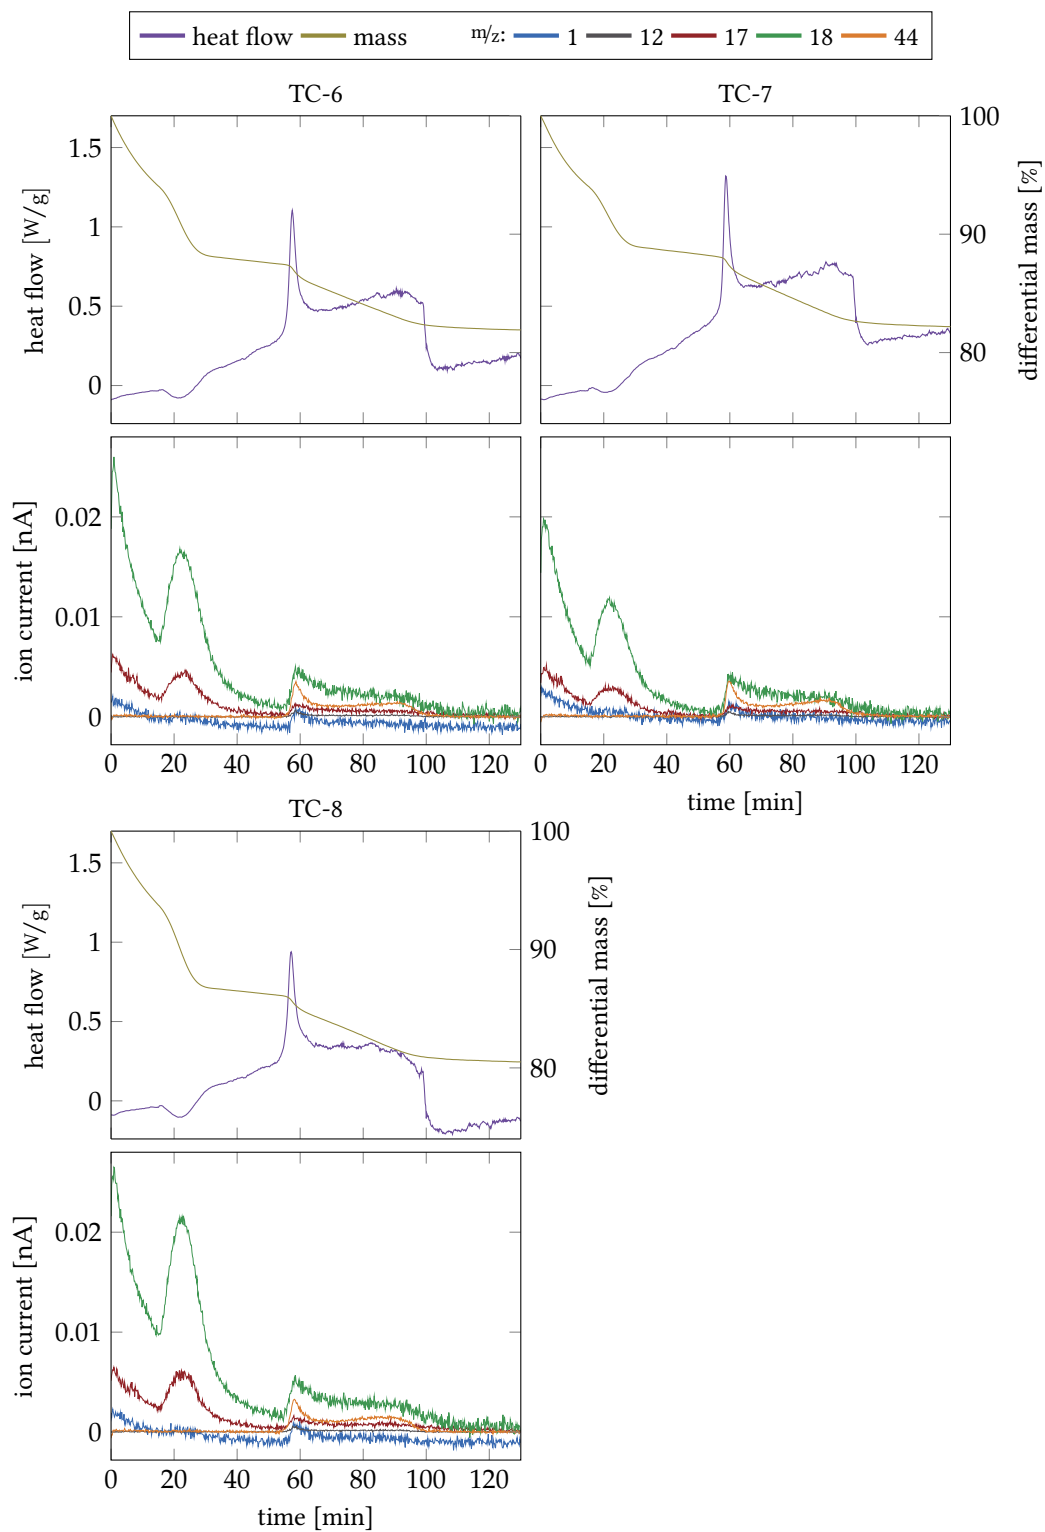 heat flow mass m/z: 1 12 17 18 44
TC-6 TC-7
1.5
1
0.5
0
heat flow [W/g]
100
90
80
differential mass [%]
0.02
0.01
0
ion current [nA]
0 20 40 60 80 100 120
0 20 40 60 80 100 120
time [min]
TC-8
1.5
1
0.5
0
heat flow [W/g]
100
90
80
differential mass [%]
0.02
0.01
0
ion current [nA]
0 20 40 60 80 100 120
time [min]